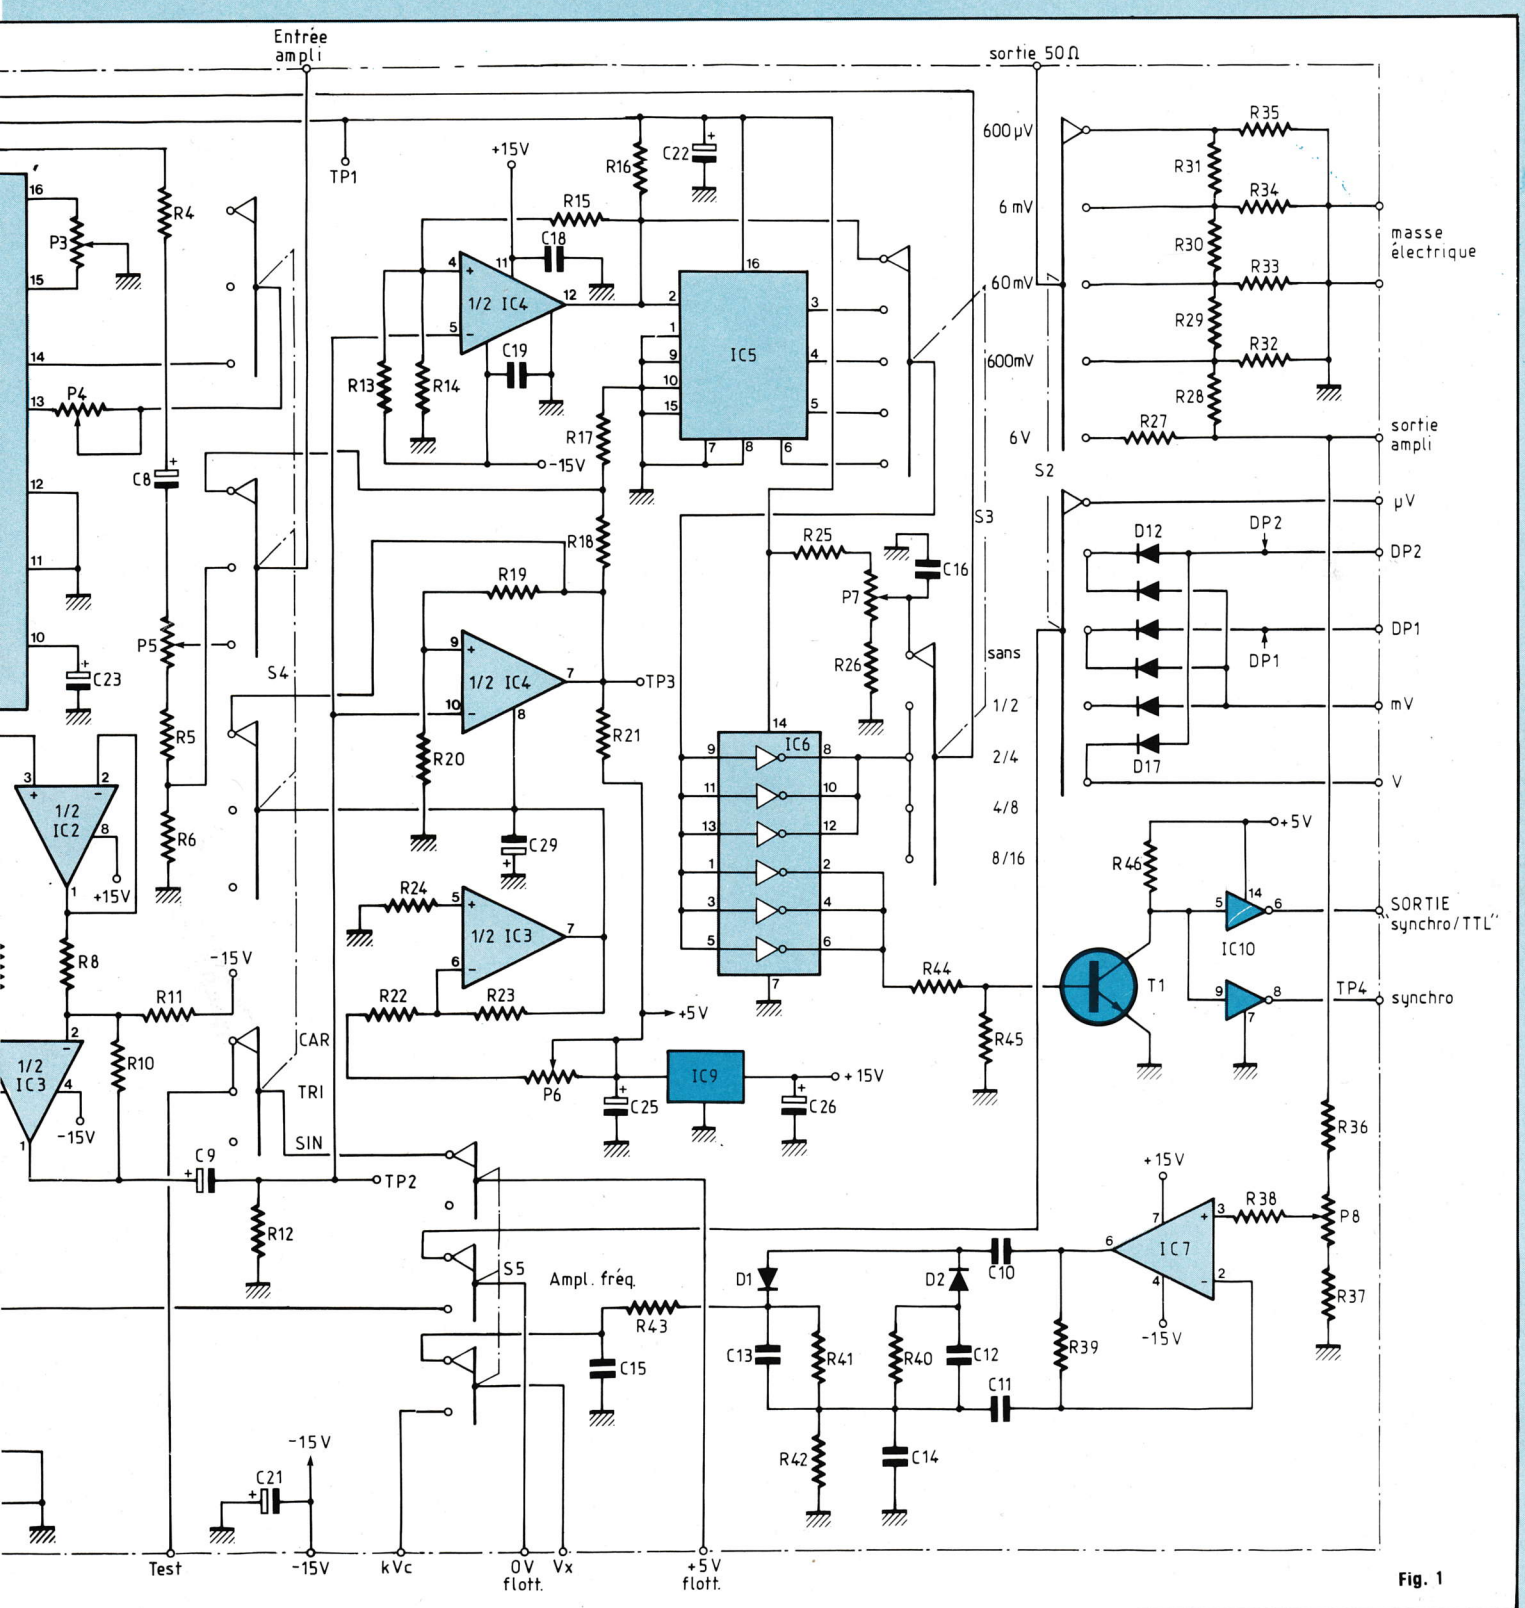 Entrée
ampli
sortie 50Ω
600µV
R35
+15V
R16
C22
+
R31
TP1
16
R4
P3
R15
R34
6 mV
C18
masse
électrique
R30
4
+
11
16
15
1/2 IC4
12
2
60mV
R33
3
5
-
1
R29
C19
IC5
14
9
4
600mV
R32
R13
R14
10
P4
R28
13
15
5
R17
R27
sortie
ampli
7
8
6
6V
-15V
S2
+
C8
12
µV
S3
DP2
R18
R25
D12
DP2
11
C16
R19
P7
DP1
10
9
+
P5
R26
sans
DP1
+
C23
S4
1/2 IC4
7
TP3
10
-
8
1/2
mV
14
R5
R21
IC6
9
8
2/4
R20
D17
3
2
+
-
11
10
V
1/2
IC2
4/8
8
R6
C29
+
13
12
+5V
8/16
R46
1
2
+15V
R24
5
+
14
1
3
4
5
6
SORTIE
"synchro/TTL"
1/2 IC3
7
IC10
R8
6
-
5
6
-15V
R44
T1
9
8
TP4
synchro
R11
R22
R23
7
7
+5V
2
-
CAR
R45
1/2
IC3
R10
4
IC9
+15V
TRI
P6
+
C25
+
C26
-15V
R36
1
SIN
C9
+
+15V
TP2
R38
3
+
P8
7
R12
6
IC7
C10
S5
Ampl. fréq.
D1
D2
4
-
2
R37
R43
-15V
C13
R41
R40
C12
R39
C15
C11
-15V
R42
C14
C21
+
Test
-15V
kVc
0V
flott.
Vx
+5V
flott.
Fig. 1